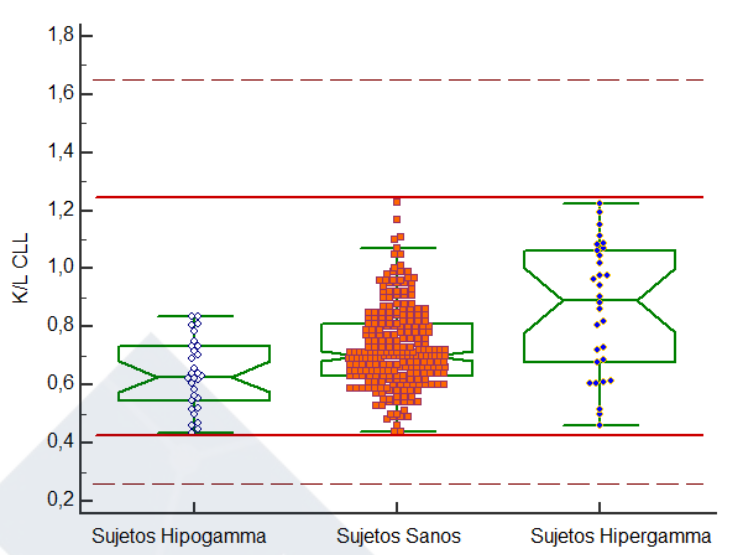 1,8
1,6
1,4
1,2
1,0
0,8
0,6
0,4
0,2
K/L CLL
Sujetos Hipogamma
Sujetos Sanos
Sujetos Hipergamma